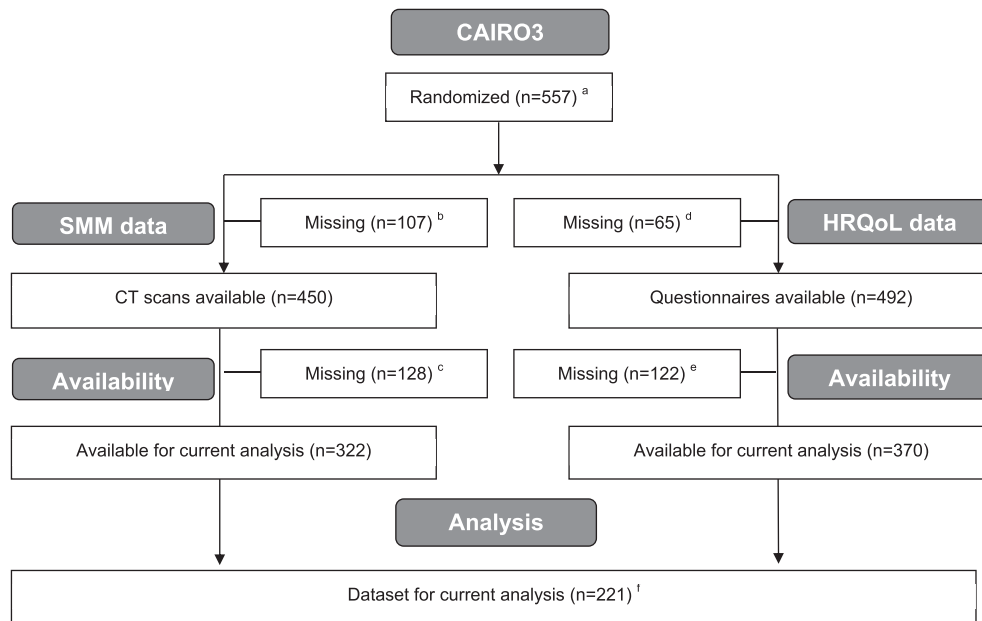 CAIRO3
Randomized (n=557) a
SMM data
Missing (n=107) b
Missing (n=65) d
HRQoL data
CT scans available (n=450)
Questionnaires available (n=492)
Availability
Missing (n=128) c
Missing (n=122) e
Availability
Available for current analysis (n=322)
Available for current analysis (n=370)
Analysis
Dataset for current analysis (n=221) f